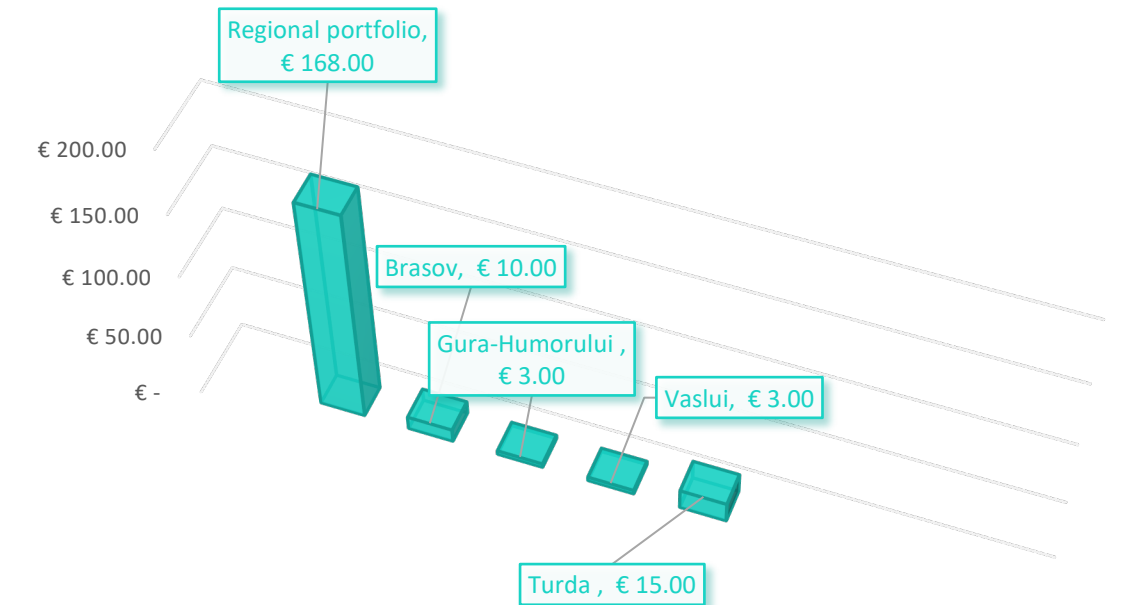 Regional portfolio,
€ 168.00
€ 200.00
€ 150.00
€ 100.00
€ 50.00
€ -
Brasov, € 10.00
Gura-Humorului ,
€ 3.00
Vaslui, € 3.00
Turda , € 15.00